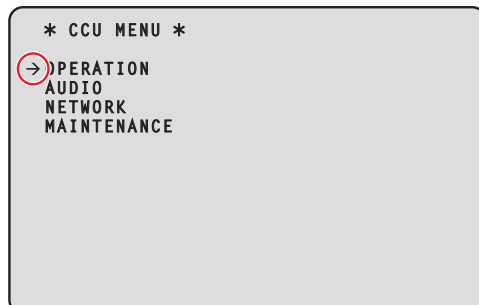 * CCU MENU *
→OPERATION
AUDIO
NETWORK
MAINTENANCE